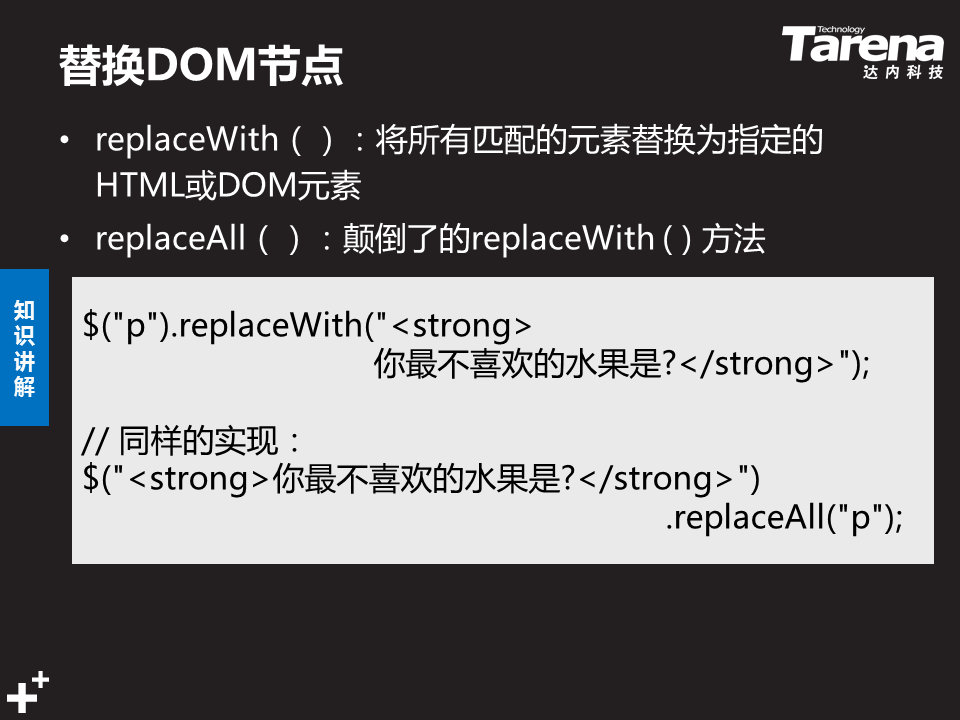 替换DOM节点
Technology
Tarena
达内科技
• replaceWith（ ）：将所有匹配的元素替换为指定的
HTML或DOM元素
• replaceAll（ ）：颠倒了的replaceWith ( ) 方法
知识讲解
$("p").replaceWith("<strong>
你最不喜欢的水果是?</strong>");
// 同样的实现：
$("<strong>你最不喜欢的水果是?</strong>")
.replaceAll("p");